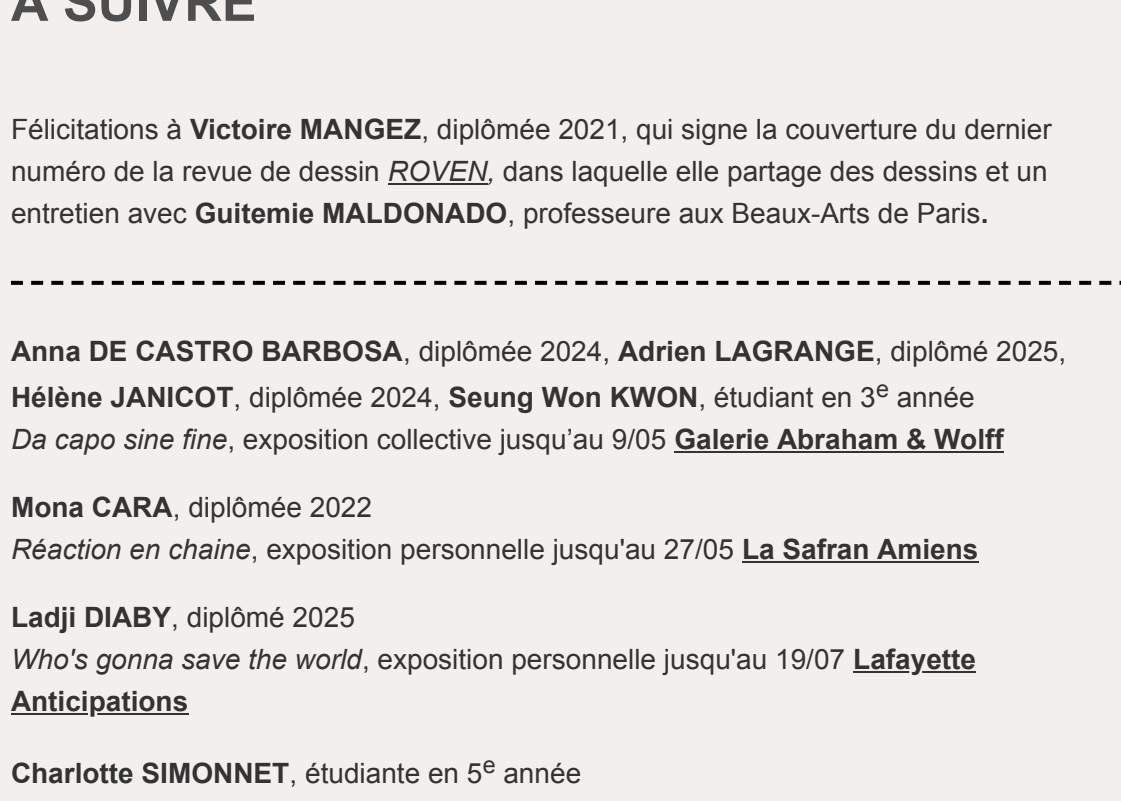 À SUIVRE
Félicitations à Victoire MANGEZ, diplômée 2021, qui signe la couverture du dernier
numéro de la revue de dessin ROVEN, dans laquelle elle partage des dessins et un
entretien avec Guitemie MALDONADO, professeure aux Beaux-Arts de Paris.
Anna DE CASTRO BARBOSA, diplômée 2024, Adrien LAGRANGE, diplômé 2025,
Hélène JANICOT, diplômée 2024, Seung Won KWON, étudiant en 3e année
Da capo sine fine, exposition collective jusqu’au 9/05 Galerie Abraham & Wolff
Mona CARA, diplômée 2022
Réaction en chaine, exposition personnelle jusqu'au 27/05 La Safran Amiens
Ladji DIABY, diplômé 2025
Who's gonna save the world, exposition personnelle jusqu'au 19/07 Lafayette
Anticipations
Charlotte SIMONNET, étudiante en 5e année